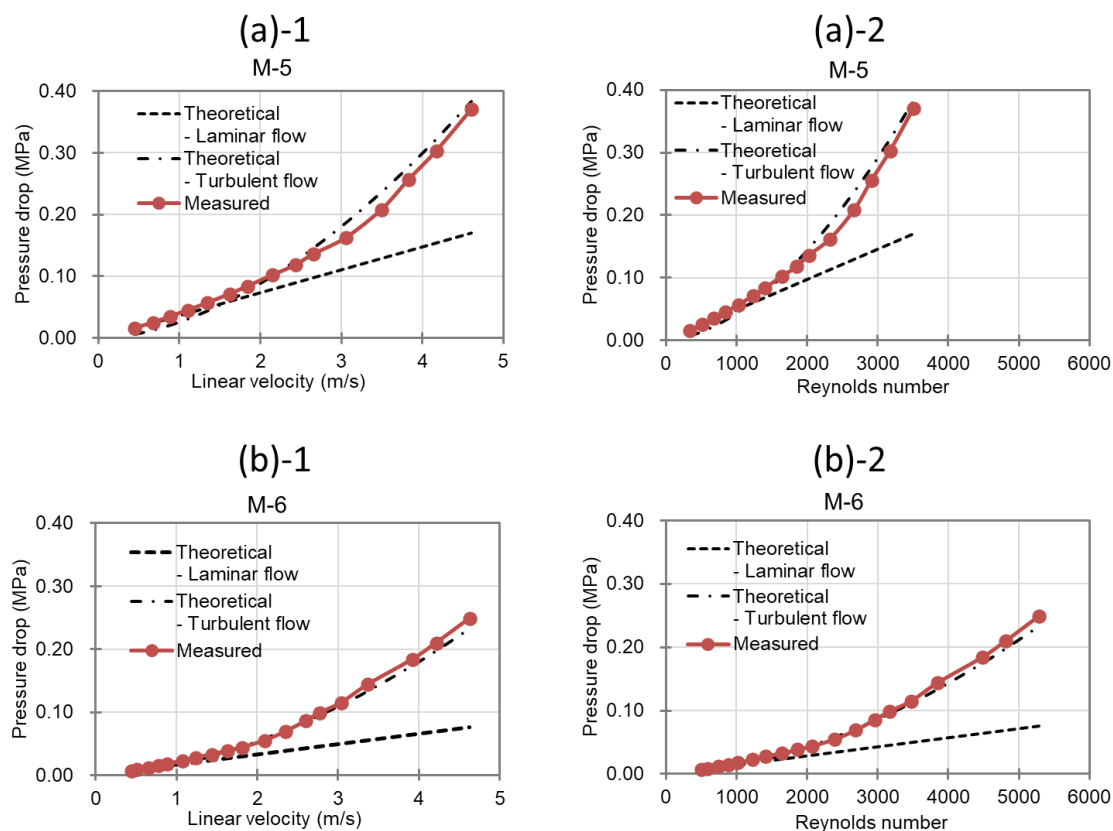 (a)-1
M-5
Pressure drop (MPa)
0.40
0.30
0.20
0.10
0.00
Theoretical
- Laminar flow
Theoretical
- Turbulent flow
Measured
0 1 2 3 4 5
Linear velocity (m/s)
(a)-2
M-5
Pressure drop (MPa)
0.40
0.30
0.20
0.10
0.00
Theoretical
- Laminar flow
Theoretical
- Turbulent flow
Measured
0 1000 2000 3000 4000 5000 6000
Reynolds number
(b)-1
M-6
Pressure drop (MPa)
0.40
0.30
0.20
0.10
0.00
Theoretical
- Laminar flow
Theoretical
- Turbulent flow
Measured
0 1 2 3 4 5
Linear velocity (m/s)
(b)-2
M-6
Pressure drop (MPa)
0.40
0.30
0.20
0.10
0.00
Theoretical
- Laminar flow
Theoretical
- Turbulent flow
Measured
0 1000 2000 3000 4000 5000 6000
Reynolds number